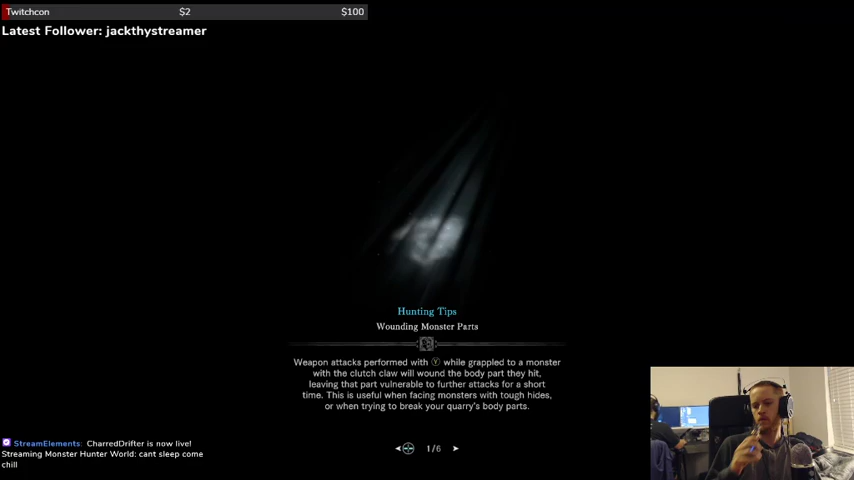 Twitchcon $2 $100
Latest Follower: jackthystreamer
Hunting Tips
Wounding Monster Parts
Weapon attacks performed with Ⓨ while grappled to a monster
with the clutch claw will wound the body part they hit,
leaving that part vulnerable to further attacks for a short
time. This is useful when facing monsters with tough hides,
or when trying to break your quarry's body parts.
StreamElements: CharredDrifter is now live!
Streaming Monster Hunter World: cant sleep come
chill
1/6